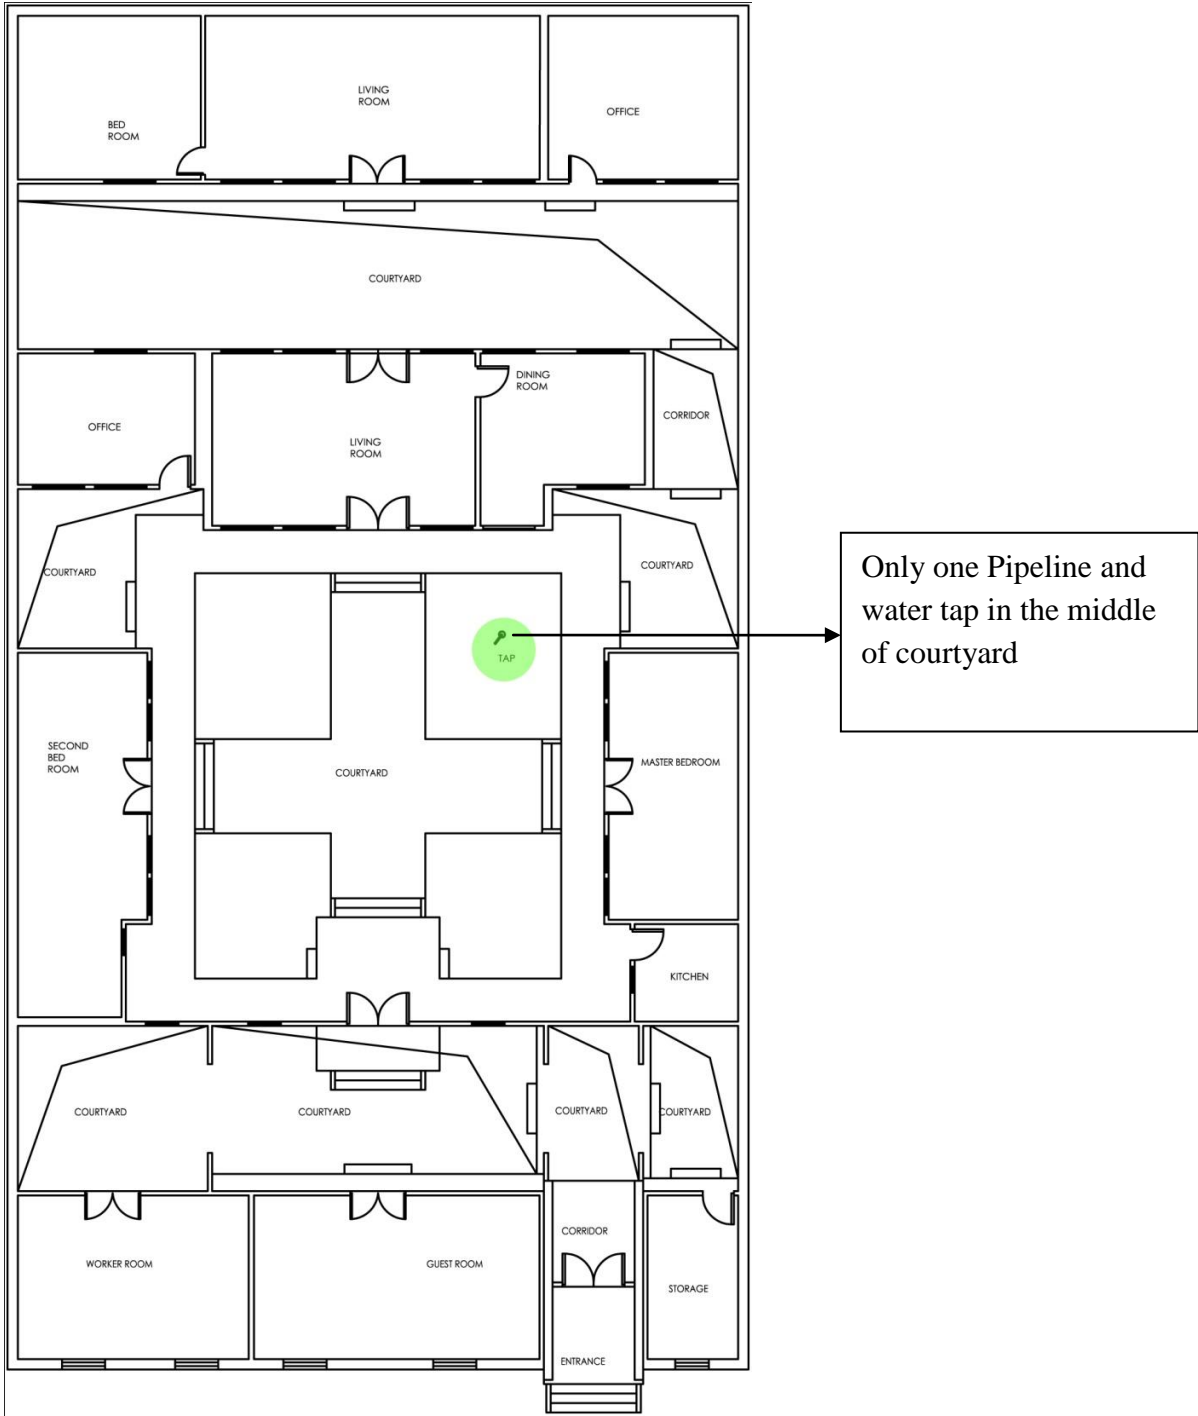 LIVING
ROOM
OFFICE
BED
ROOM
COURTYARD
DINING
ROOM
CORRIDOR
OFFICE
LIVING
ROOM
COURTYARD
COURTYARD
Only one Pipeline and
water tap in the middle
of courtyard
TAP
SECOND
BED
ROOM
MASTER BEDROOM
COURTYARD
KITCHEN
COURTYARD
COURTYARD
COURTYARD
COURTYARD
CORRIDOR
WORKER ROOM
GUEST ROOM
STORAGE
ENTRANCE